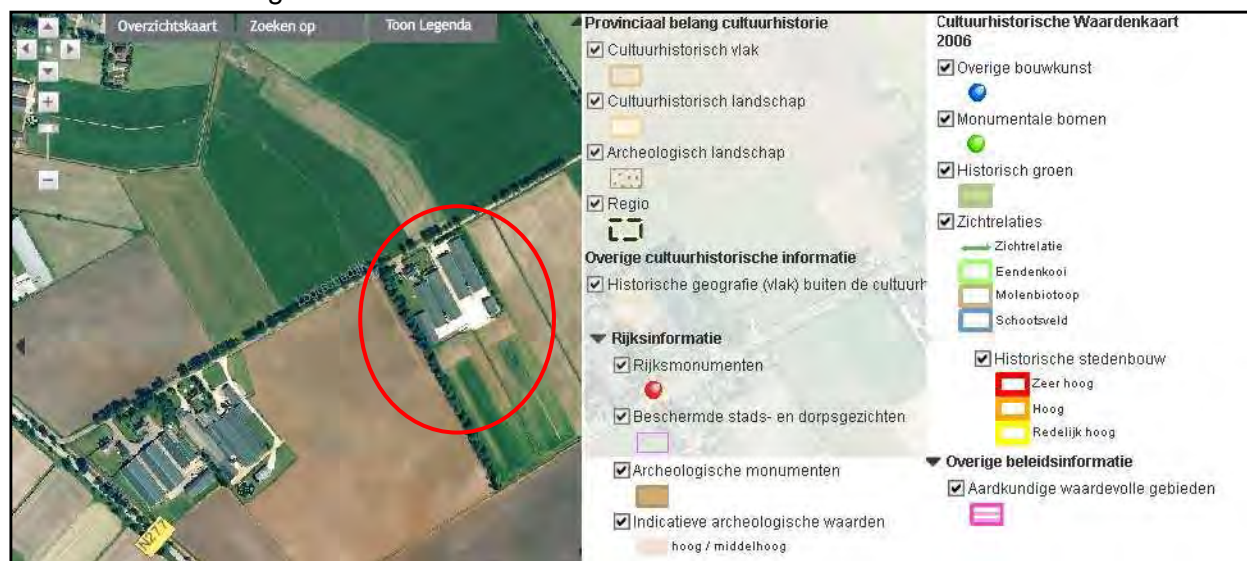 Overzichtskaart
Zoeken op
Toon Legenda
N277
Provinciaal belang cultuurhistorie
Cultuurhistorisch vlak
Cultuurhistorisch landschap
Archeologisch landschap
Regio
Overige cultuurhistorische informatie
Historische geografie (vlak) buiten de cultuurh
Rijksinformatie
Rijksmonumenten
Beschermde stads- en dorpsgezichten
Archeologische monumenten
Indicatieve archeologische waarden
hoog / middelhoog
Cultuurhistorische Waardenkaart
2006
Overige bouwkunst
Monumentale bomen
Historisch groen
Zichtrelaties
Zichtrelatie
Eendenkooi
Molenbiotoop
Schootsveld
Historische stedenbouw
Zeer hoog
Hoog
Redelijk hoog
Overige beleidsinformatie
Aardkundige waardevolle gebieden